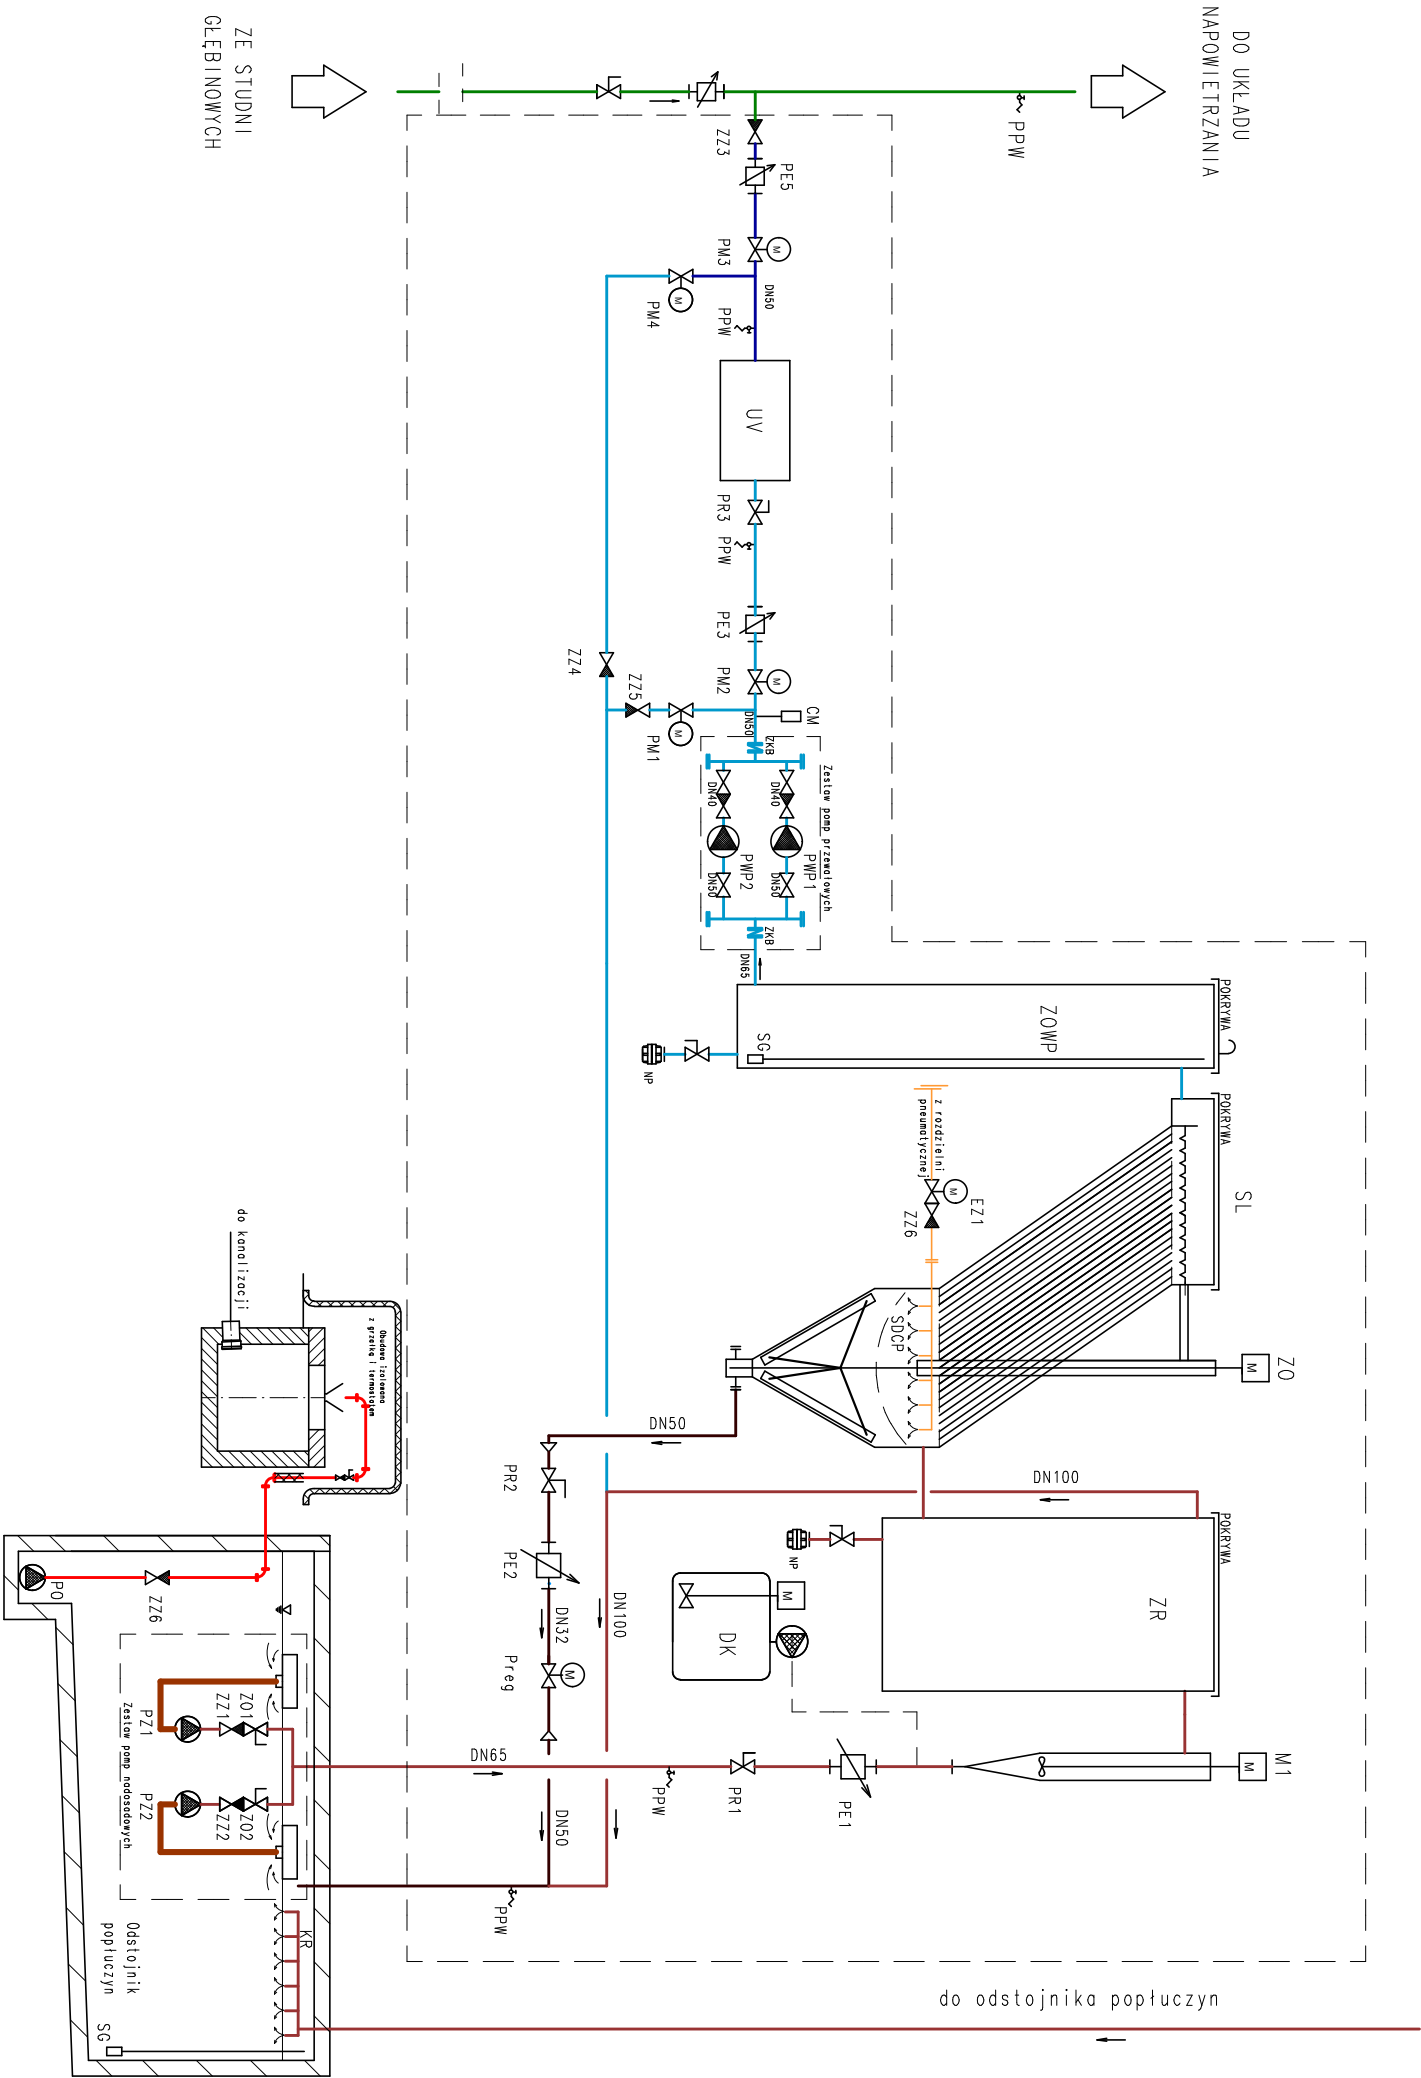 DO UKŁADU
NAPOWIETRZANIA
ZE STUDNI
GŁĘBINOWYCH
PPW
ZZ3
PE5
PM3
M
DN50
PM4
M
PPW
UV
PR3
PPW
PE3
PM2
M
ZZ4
ZZ5
PM1
M
CM
DN50
ZKB
Zestaw pomp przewałowych
DN40
DN40
PWP1
PWP2
DN50
DN50
ZKB
DN65
POKRYWA
ZOWP
SG
NP
POKRYWA
SL
z rozdzielni
pneumatycznej
M
EZ1
ZZ6
SDCP
M
ZO
DN50
PR2
PE2
DN32
Preg
M
DN100
DN100
POKRYWA
ZR
NP
M
DK
M
M1
DN65
PPW
PR1
PE1
DN50
PPW
do kanalizacji
Obudowa izolowana
z grzałką i termostatem
PO
ZZ6
PZ1
ZZ1
ZO1
PZ2
ZZ2
ZO2
Zestaw pomp nadosadowych
KR
Odstojnik
popłuczyn
SG
do odstojnika popłuczyn